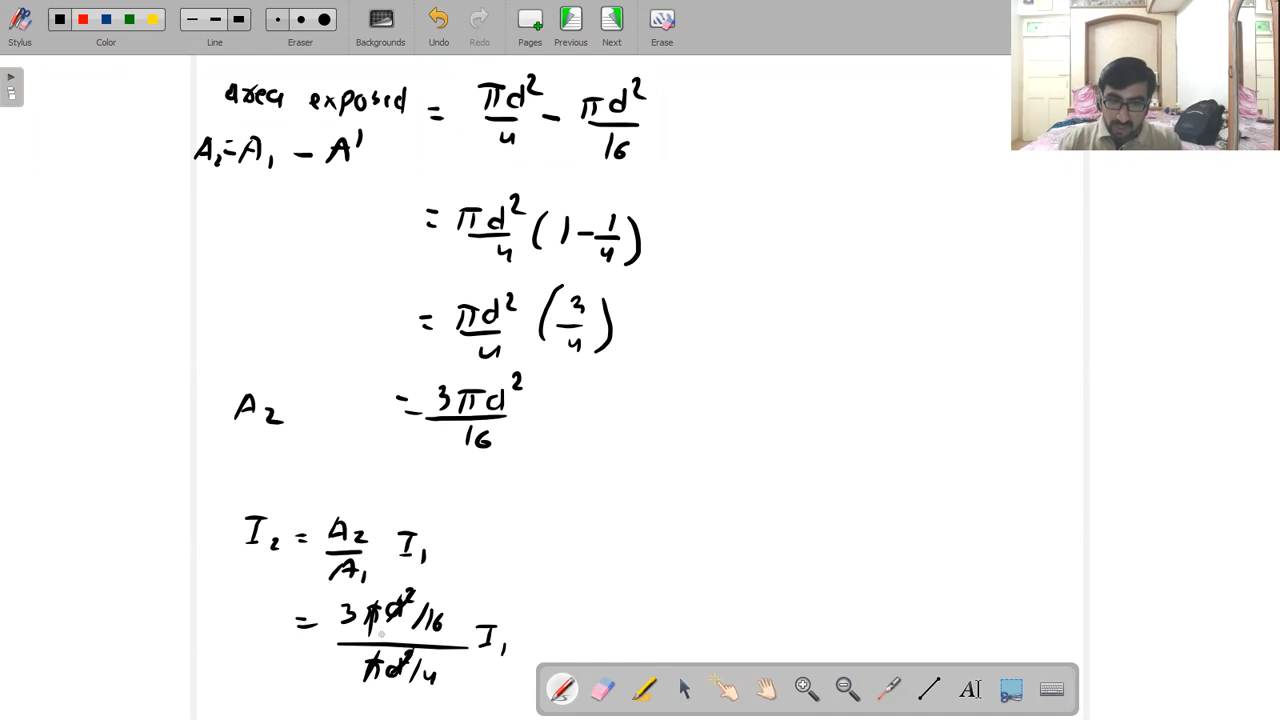 Stylus Color Line Eraser Backgrounds Undo Redo Pages Previous Next Erase
area exposed = πd²/4 - πd²/16
A₂=A₁ - A'
= πd²/4 (1 - 1/4)
= πd²/4 (3/4)
A₂ = 3πd²/16
I₂ = A₂/A₁ I₁
= 3πd²/16 / πd²/4 I₁
A